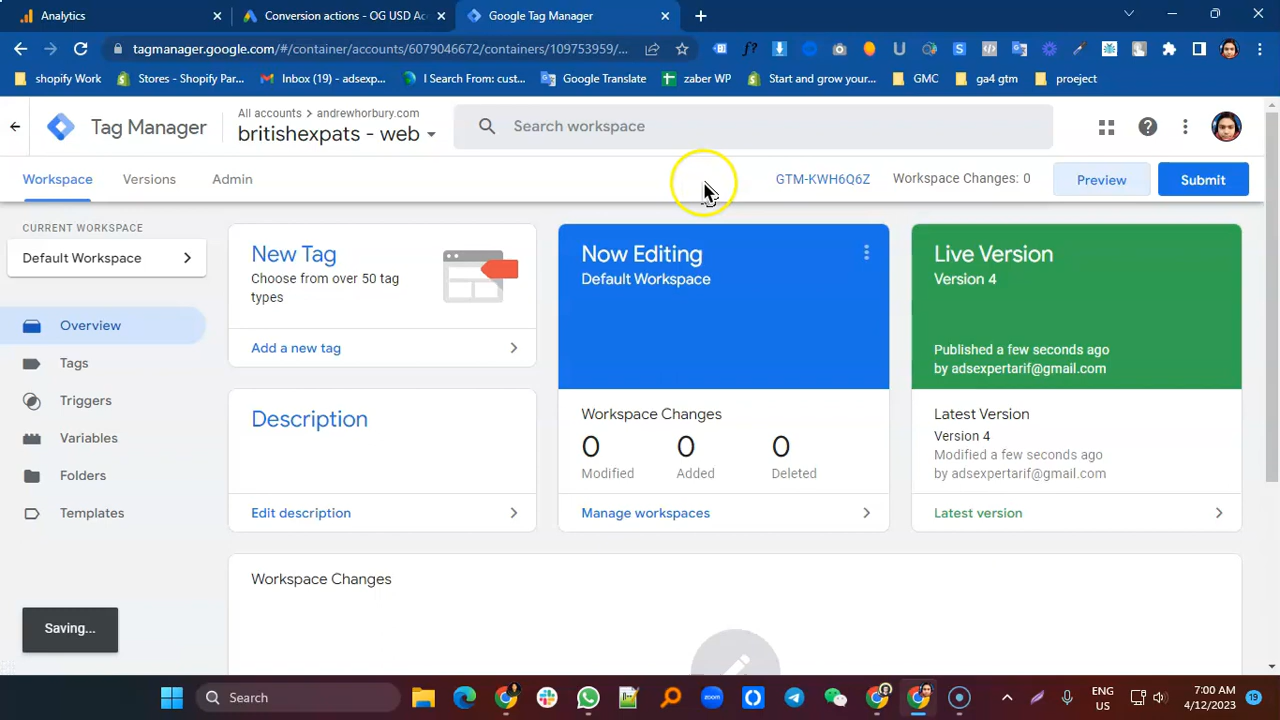 Analytics
Conversion actions - OG USD Acc
Google Tag Manager
tagmanager.google.com/#/container/accounts/6079046672/containers/109753959/...
shopify Work
Stores - Shopify Par...
Inbox (19) - adsexp...
I Search From: cust...
Google Translate
zaber WP
Start and grow your...
GMC
ga4 gtm
proeject
Tag Manager
All accounts > andrewhorbury.com
britishexpats - web
Search workspace
Workspace
Versions
Admin
GTM-KWH6Q6Z
Workspace Changes: 0
Preview
Submit
CURRENT WORKSPACE
Default Workspace
Overview
Tags
Triggers
Variables
Folders
Templates
New Tag
Choose from over 50 tag
types
Add a new tag
Description
Edit description
Now Editing
Default Workspace
Workspace Changes
0 0 0
Modified Added Deleted
Manage workspaces
Live Version
Version 4
Published a few seconds ago
by adsexpertarif@gmail.com
Latest Version
Version 4
Modified a few seconds ago
by adsexpertarif@gmail.com
Latest version
Workspace Changes
Saving...
Search
ENG
US
7:00 AM
4/12/2023
19